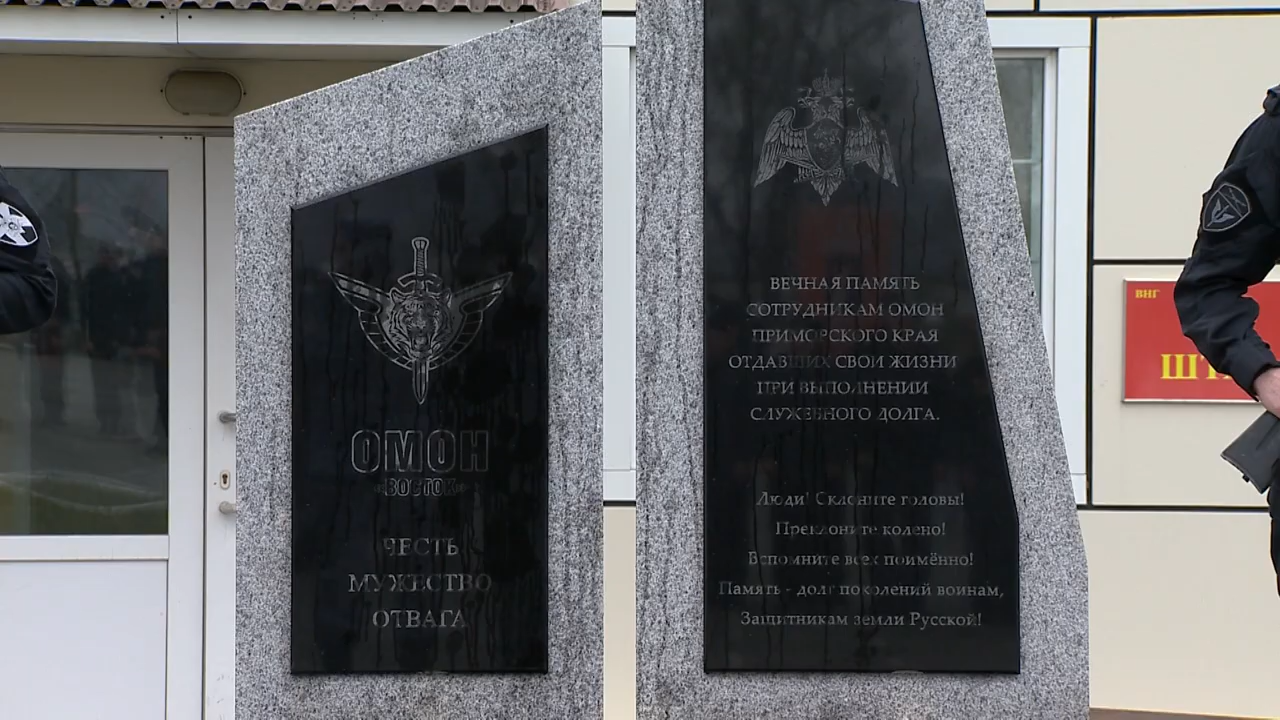 ОМОН
ВОСТОК
ЧЕСТЬ
МУЖЕСТВО
ОТВАГА
ВЕЧНАЯ ПАМЯТЬ
СОТРУДНИКАМ ОМОН
ПРИМОРСКОГО КРАЯ
ОТДАВШИХ СВОИ ЖИЗНИ
ПРИ ВЫПОЛНЕНИИ
СЛУЖЕБНОГО ДОЛГА.
Люди! Склоните головы!
Преклоните колено!
Вспомните всех поимённо!
Память - долг поколений воинам,
Защитникам земли Русской!
ВНГ